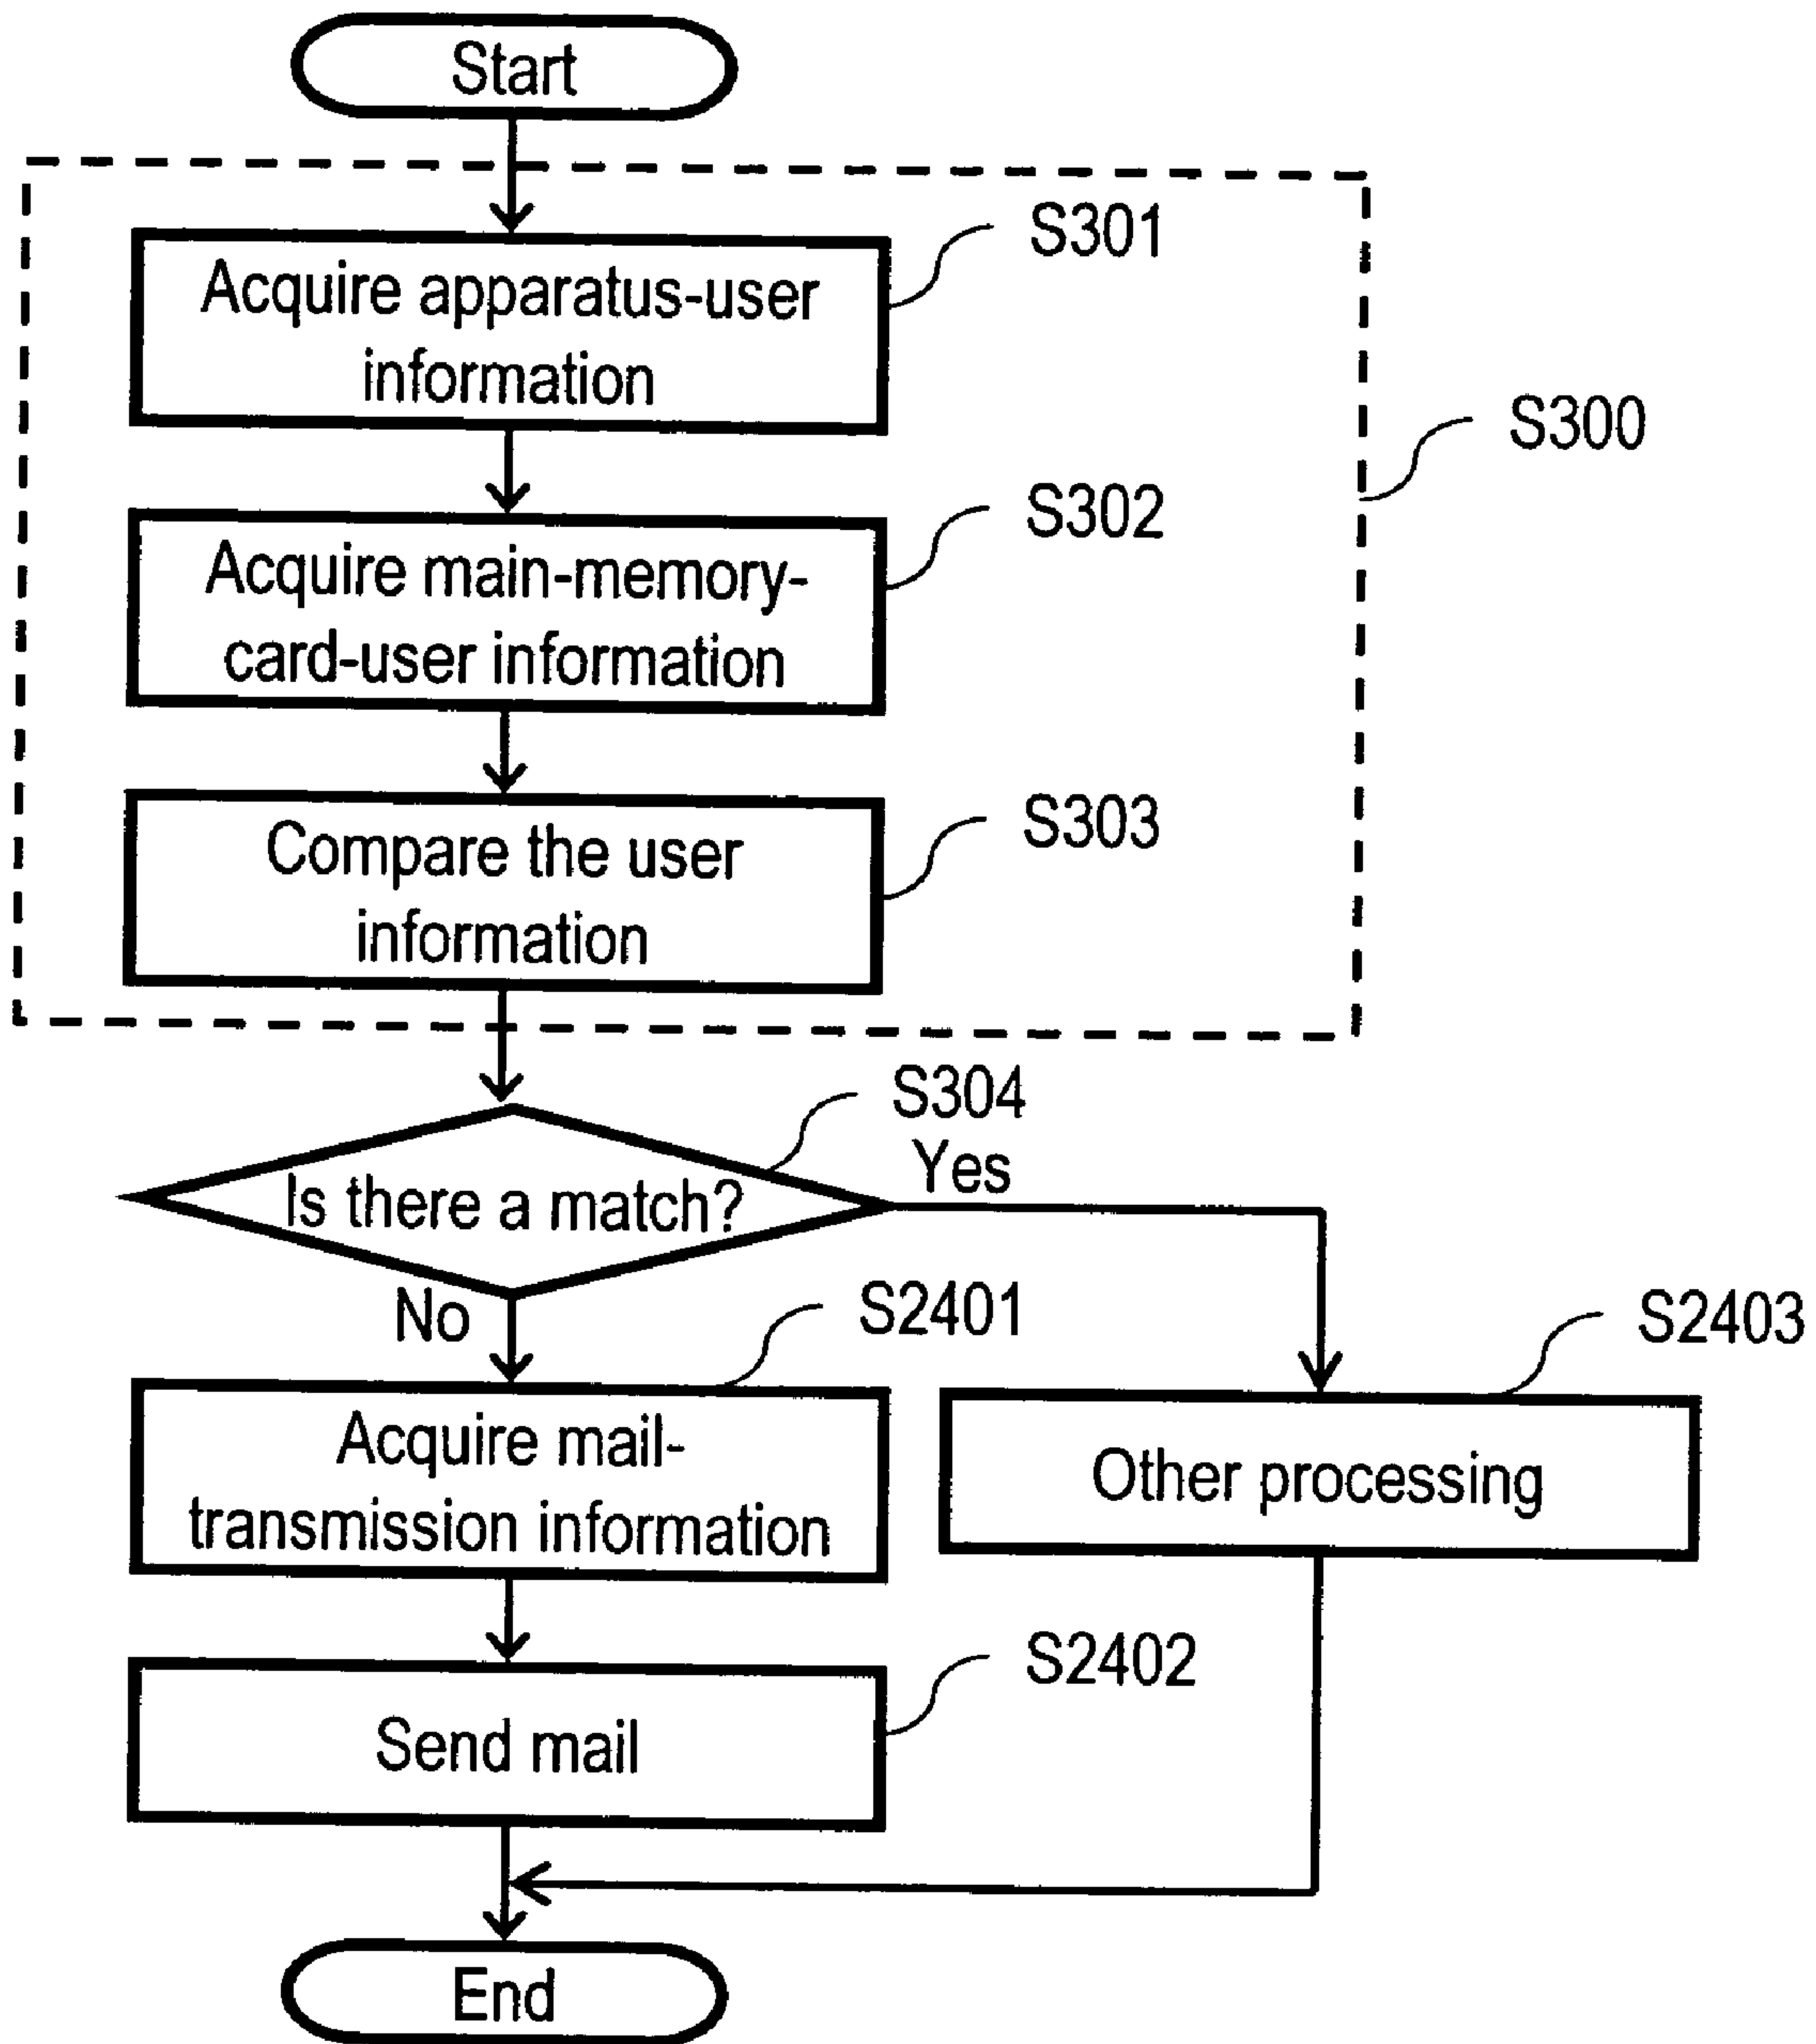 Start
S301
Acquire apparatus-user
information
S300
S302
Acquire main-memory-
card-user information
S303
Compare the user
information
S304
Yes
Is there a match?
No
S2401
S2403
Acquire mail-
transmission information
Other processing
S2402
Send mail
End